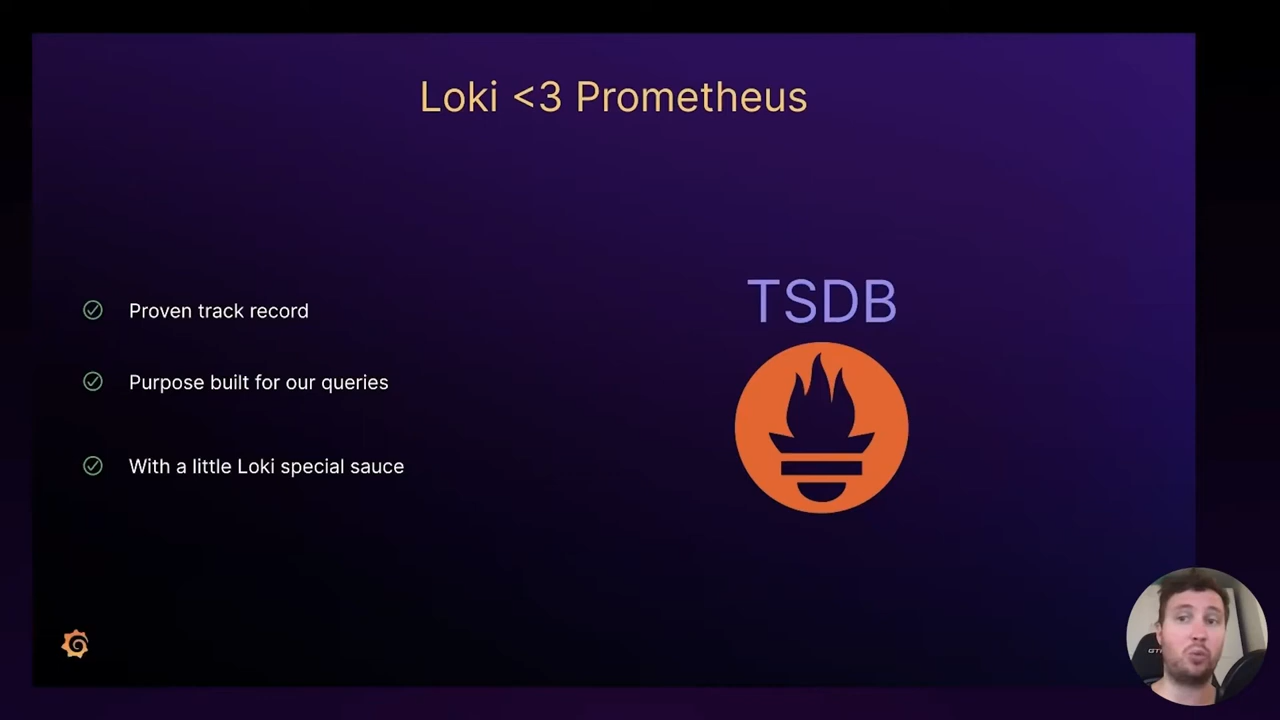 Loki <3 Prometheus
Proven track record
Purpose built for our queries
With a little Loki special sauce
TSDB